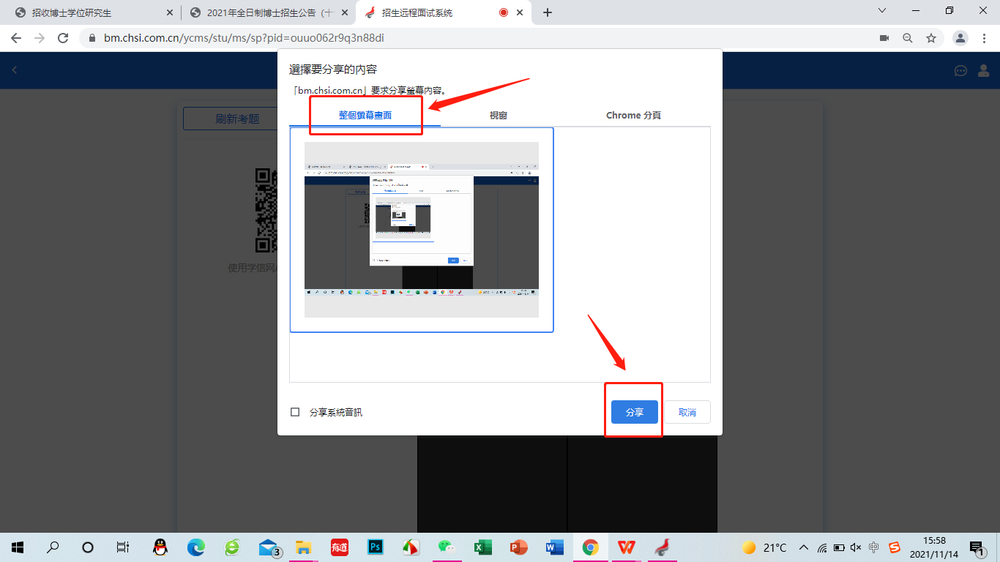 招收博士学位研究生
2021年全日制博士招生公告（十
招生远程面试系统
bm.chsi.com.cn/ycms/stu/ms/sp?pid=ouuo062r9q3n88di
選擇要分享的內容
「bm.chsi.com.cn」要求分享螢幕內容。
整個螢幕畫面
視窗
Chrome 分頁
刷新考题
使用学信网
分享系統音訊
分享
取消
3
有道
Ps
21°C
中
15:58
2021/11/14
1